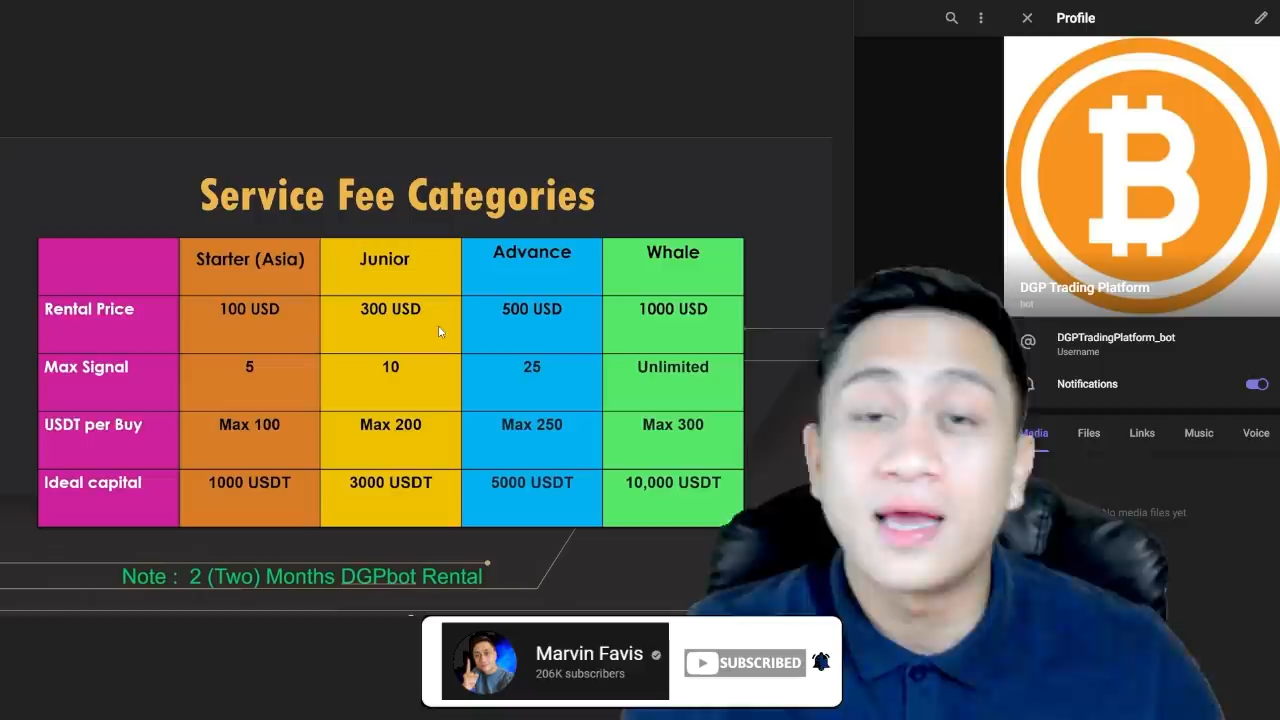 Profile
Service Fee Categories
Starter (Asia) Junior Advance Whale
Rental Price 100 USD 300 USD 500 USD 1000 USD
Max Signal 5 10 25 Unlimited
USDT per Buy Max 100 Max 200 Max 250 Max 300
Ideal capital 1000 USDT 3000 USDT 5000 USDT 10,000 USDT
Note : 2 (Two) Months DGPbot Rental
DGP Trading Platform
bot
@ DGPTradingPlatform_bot
Username
Notifications
Media Files Links Music Voice
No media files yet
Marvin Favis
206K subscribers
SUBSCRIBED